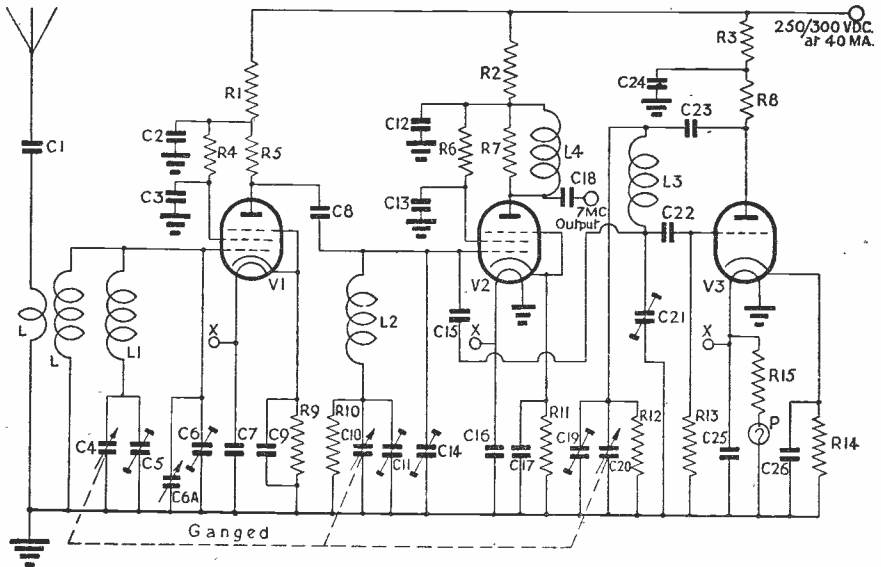 250/300 VDC.
at 40 MA.
R3
R2
R1
C24
R8
C23
C12
C2
C1
R4
R5
R6
R7
L4
C18
L3
C3
C13
C8
7MC
Output
C22
V1
V2
V3
L
L
L1
X
L2
C15
X
C21
X
R15
P
C4
C5
C6
C6A
C7
C9
R9
R10
C10
C11
C14
C16
C17
R11
C19
C20
R12
R13
C25
C26
R14
Ganged